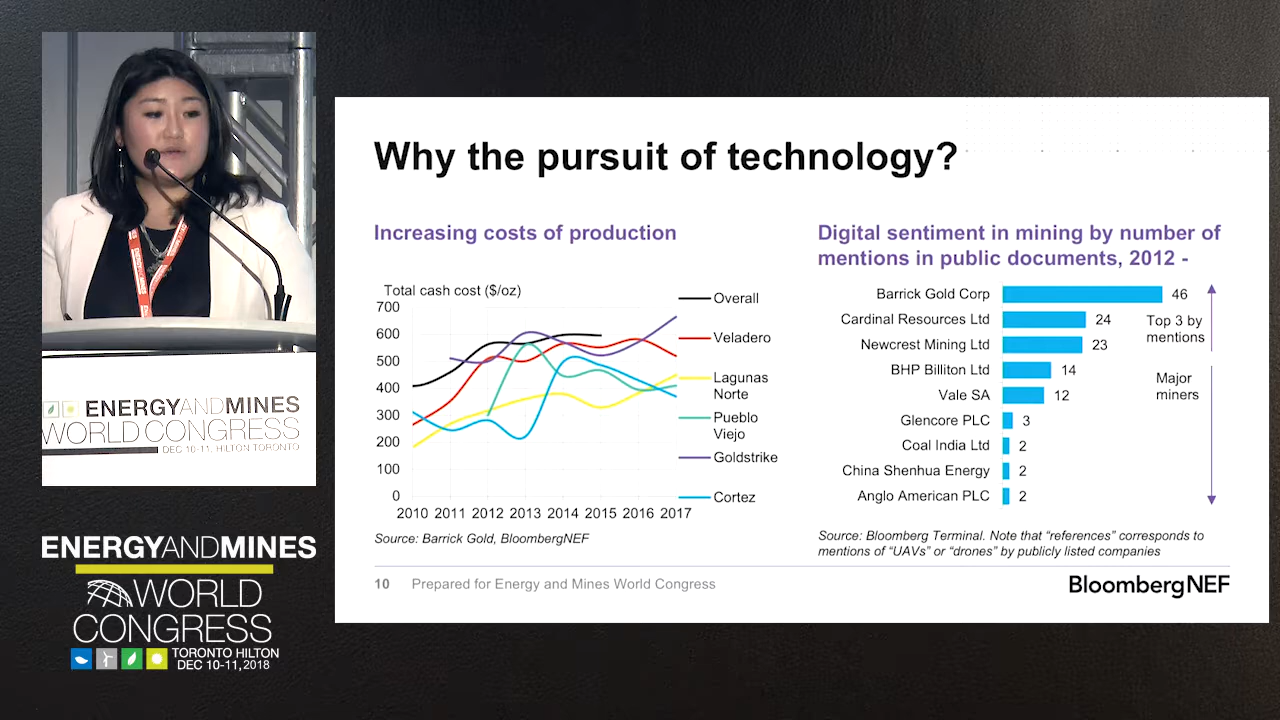 Why the pursuit of technology?
Increasing costs of production
Total cash cost ($/oz)
700
600
500
400
300
200
100
0
2010 2011 2012 2013 2014 2015 2016 2017
Overall
Veladero
Lagunas
Norte
Pueblo
Viejo
Goldstrike
Cortez
Source: Barrick Gold, BloombergNEF
Digital sentiment in mining by number of
mentions in public documents, 2012 -
Barrick Gold Corp 46
Cardinal Resources Ltd 24
Newcrest Mining Ltd 23
BHP Billiton Ltd 14
Vale SA 12
Glencore PLC 3
Coal India Ltd 2
China Shenhua Energy 2
Anglo American PLC 2
Top 3 by
mentions
Major
miners
Source: Bloomberg Terminal. Note that “references” corresponds to
mentions of “UAVs” or “drones” by publicly listed companies
10 Prepared for Energy and Mines World Congress
BloombergNEF
ENERGYANDMINES
WORLD CONGRESS
DEC 10-11, HILTON TORONTO
ENERGYANDMINES
WORLD
CONGRESS
TORONTO HILTON
DEC 10-11, 2018